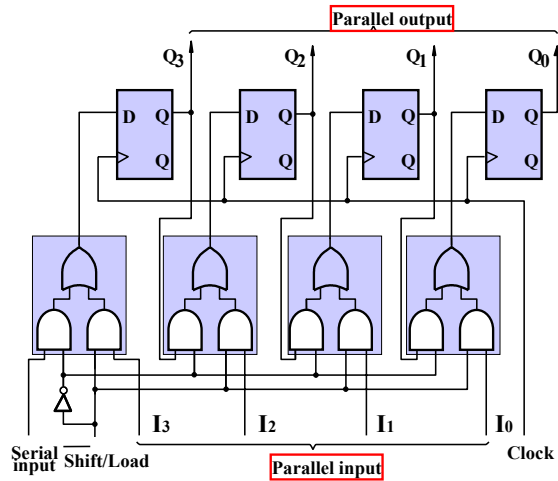 Parallel output
Q3 Q2 Q1 Q0
D Q D Q D Q D Q
Q Q Q Q
I3 I2 I1 I0
Serial input
Shift/Load
Clock
Parallel input